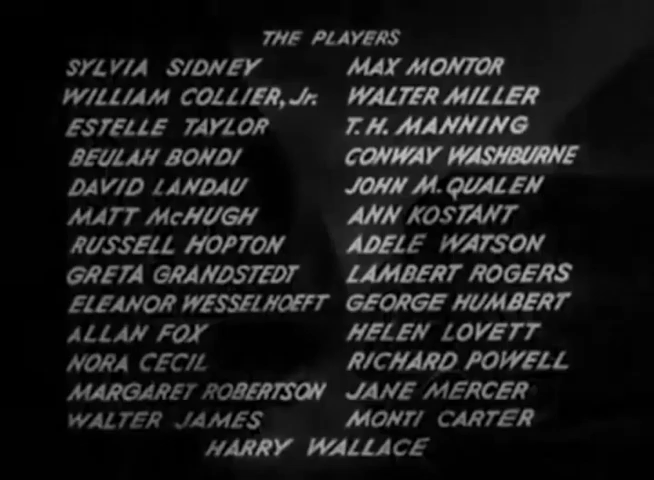 THE PLAYERS
SYLVIA SIDNEY MAX MONTOR
WILLIAM COLLIER, Jr. WALTER MILLER
ESTELLE TAYLOR T. H. MANNING
BEULAH BONDI CONWAY WASHBURNE
DAVID LANDAU JOHN M. QUALEN
MATT McHUGH ANN KOSTANT
RUSSELL HOPTON ADELE WATSON
GRETA GRANDSTEDT LAMBERT ROGERS
ELEANOR WESSELHOEFT GEORGE HUMBERT
ALLAN FOX HELEN LOVETT
NORA CECIL RICHARD POWELL
MARGARET ROBERTSON JANE MERCER
WALTER JAMES MONTI CARTER
HARRY WALLACE